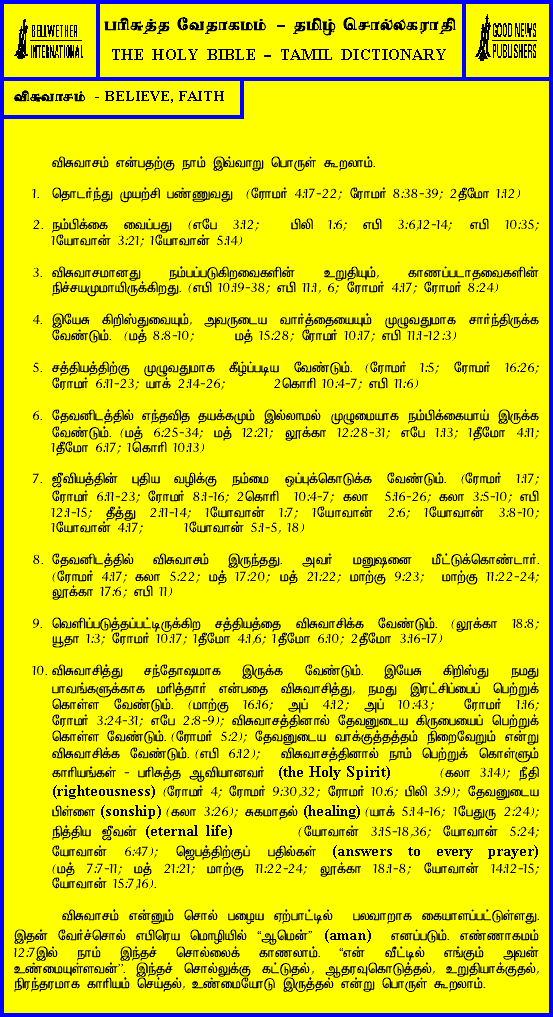 BELLWETHER
INTERNATIONAL
பரிசுத்த வேதாகமம் – தமிழ் சொல்லகராதி
THE HOLY BIBLE – TAMIL DICTIONARY
GOOD NEWS
PUBLISHERS
விசுவாசம் - BELIEVE, FAITH
விசுவாசம் என்பதற்கு நாம் இவ்வாறு பொருள் கூறலாம்.
1. தொடர்ந்து முயற்சி பண்ணுவது (ரோமர் 4:17-22; ரோமர் 8:38-39; 2தீமோ 1:12)
2. நம்பிக்கை வைப்பது (எபே 3:12; பிலி 1:6; எபி 3:6,12-14; எபி 10:35;
1யோவான் 3:21; 1யோவான் 5:14)
3. விசுவாசமானது நம்பப்படுகிறவைகளின் உறுதியும், காணப்படாதவைகளின்
நிச்சயமுமாயிருக்கிறது. (எபி 10:19-38; எபி 11:1, 6; ரோமர் 4:17; ரோமர் 8:24)
4. இயேசு கிறிஸ்துவையும், அவருடைய வார்த்தையையும் முழுவதுமாக சார்ந்திருக்க
வேண்டும். (மத் 8:8-10; மத் 15:28; ரோமர் 10:17; எபி 11:1-12:3)
5. சத்தியத்திற்கு முழுவதுமாக கீழ்ப்படிய வேண்டும். (ரோமர் 1:5; ரோமர் 16:26;
ரோமர் 6:11-23; யாக் 2:14-26; 2கொரி 10:4-7; எபி 11:6)
6. தேவனிடத்தில் எந்தவித தயக்கமும் இல்லாமல் முழுமையாக நம்பிக்கையாய் இருக்க
வேண்டும். (மத் 6:25-34; மத் 12:21; லூக்கா 12:28-31; எபே 1:13; 1தீமோ 4:11;
1தீமோ 6:17; 1கொரி 10:13)
7. ஜீவியத்தின் புதிய வழிக்கு நம்மை ஒப்புக்கொடுக்க வேண்டும். (ரோமர் 1:17;
ரோமர் 6:11-23; ரோமர் 8:1-16; 2கொரி 10:4-7; கலா 5:16-26; கலா 3:5-10; எபி
12:1-15; தீத்து 2:11-14; 1யோவான் 1:7; 1யோவான் 2:6; 1யோவான் 3:8-10;
1யோவான் 4:17; 1யோவான் 5:1-5, 18)
8. தேவனிடத்தில் விசுவாசம் இருந்தது. அவர் மனுஷனை மீட்டுக்கொண்டார்.
(ரோமர் 4:17; கலா 5:22; மத் 17:20; மத் 21:22; மாற்கு 9:23; மாற்கு 11:22-24;
லூக்கா 17:6; எபி 11)
9. வெளிப்படுத்தப்பட்டிருக்கிற சத்தியத்தை விசுவாசிக்க வேண்டும். (லூக்கா 18:8;
யூதா 1:3; ரோமர் 10:17; 1தீமோ 4:1,6; 1தீமோ 6:10; 2தீமோ 3:16-17)
10. விசுவாசித்து சந்தோஷமாக இருக்க வேண்டும். இயேசு கிறிஸ்து நமது
பாவங்களுக்காக மரித்தார் என்பதை விசுவாசித்து, நமது இரட்சிப்பைப் பெற்றுக்
கொள்ள வேண்டும். (மாற்கு 16:16; அப் 4:12; அப் 10:43; ரோமர் 1:16;
ரோமர் 3:24-31; எபே 2:8-9); விசுவாசத்தினால் தேவனுடைய கிருபையைப் பெற்றுக்
கொள்ள வேண்டும். (ரோமர் 5:2); தேவனுடைய வாக்குத்தத்தம் நிறைவேறும் என்று
விசுவாசிக்க வேண்டும். (எபி 6:12); விசுவாசத்தினால் நாம் பெற்றுக் கொள்ளும்
காரியங்கள் - பரிசுத்த ஆவியானவர் (the Holy Spirit) (கலா 3:14); நீதி
(righteousness) (ரோமர் 4; ரோமர் 9:30,32; ரோமர் 10:6; பிலி 3:9); தேவனுடைய
பிள்ளை (sonship) (கலா 3:26); சுகமாதல் (healing) (யாக் 5:14-16; 1பேதுரு 2:24);
நித்திய ஜீவன் (eternal life) (யோவான் 3:15-18,36; யோவான் 5:24;
யோவான் 6:47); ஜெபத்திற்குப் பதில்கள் (answers to every prayer)
(மத் 7:7-11; மத் 21:21; மாற்கு 11:22-24; லூக்கா 18:1-8; யோவான் 14:12-15;
யோவான் 15:7,16).
விசுவாசம் என்னும் சொல் பழைய ஏற்பாட்டில் பலவாறாக கையாளப்பட்டுள்ளது.
இதன் வேர்ச்சொல் எபிரெய மொழியில் “ஆமென்” (aman) எனப்படும். எண்ணாகமம்
12:7இல் நாம் இந்தச் சொல்லைக் காணலாம். “என் வீட்டில் எங்கும் அவன்
உண்மையுள்ளவன்”. இந்தச் சொல்லுக்கு கட்டுதல், ஆதரவுகொடுத்தல், உறுதியாக்குதல்,
நிரந்தரமாக காரியம் செய்தல், உண்மையோடு இருத்தல் என்று பொருள் கூறலாம்.